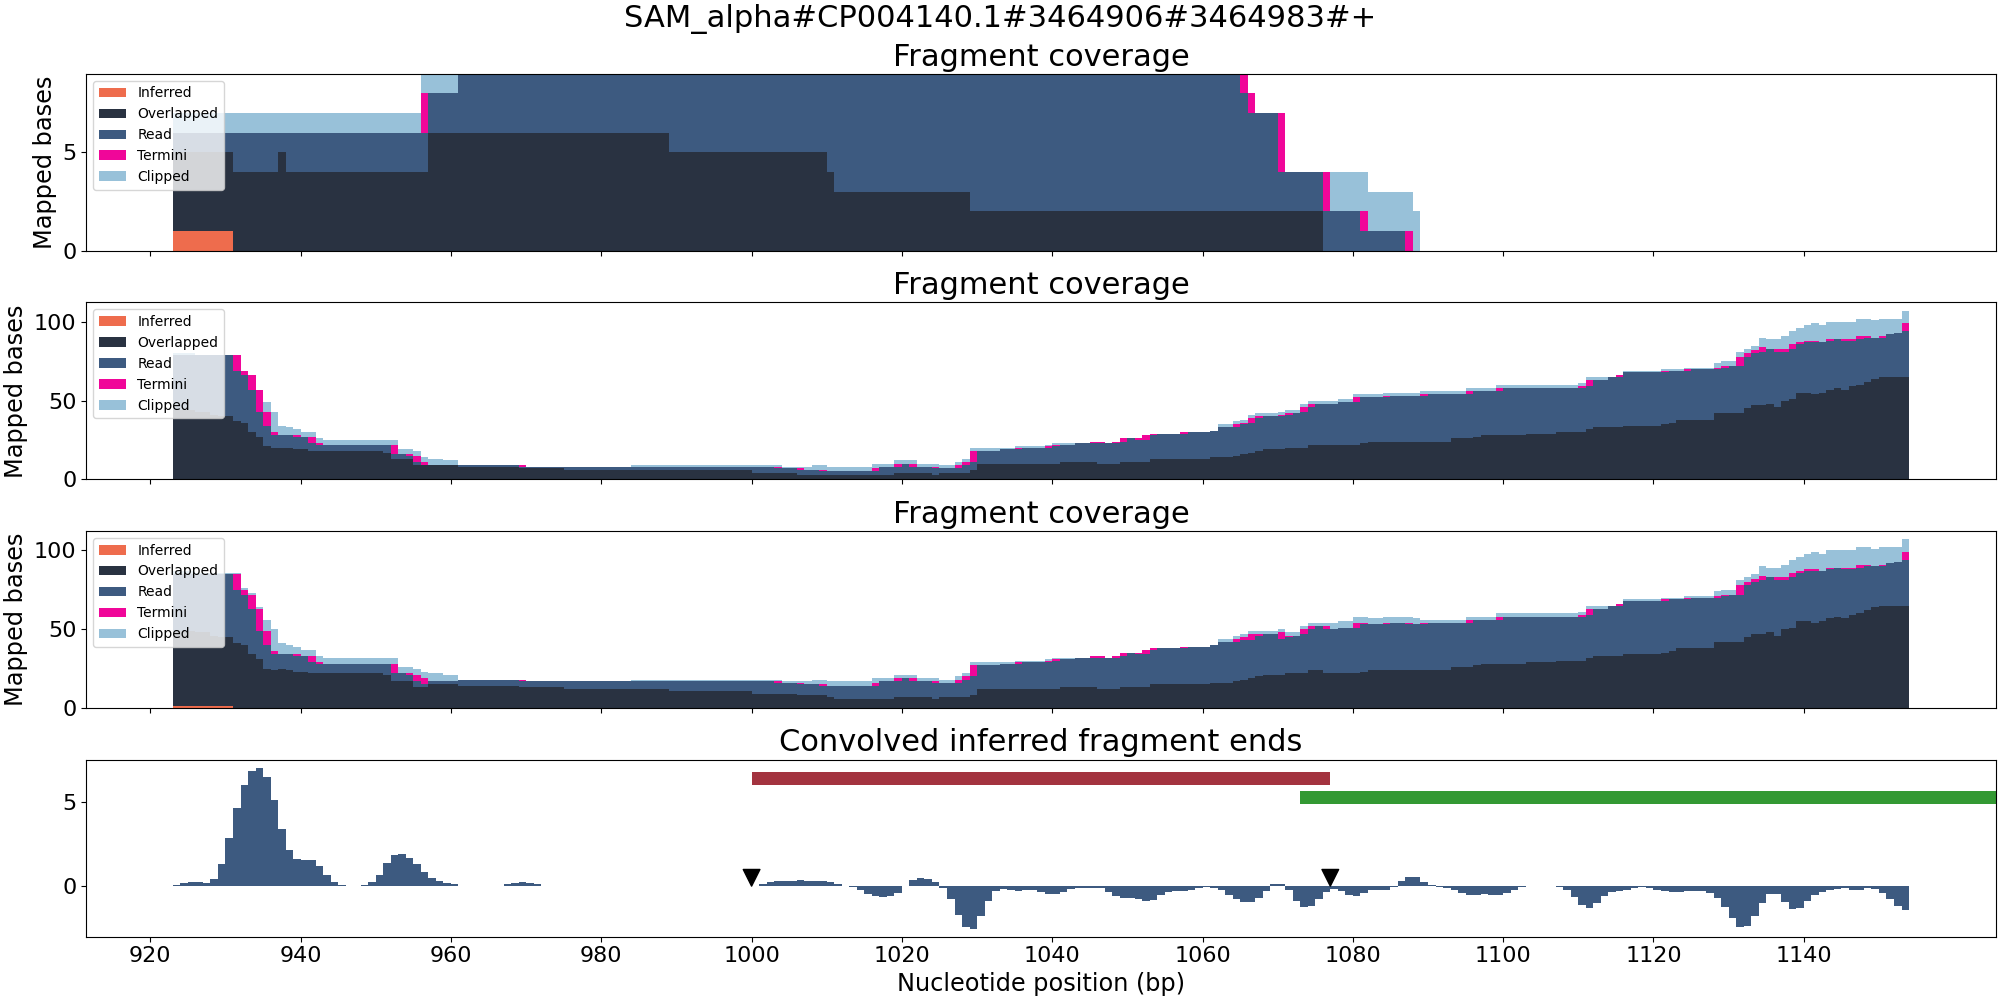 SAM_alpha#CP004140.1#3464906#3464983#+
Fragment coverage
Mapped bases
5
0
Inferred
Overlapped
Read
Termini
Clipped
Fragment coverage
Mapped bases
100
50
0
Inferred
Overlapped
Read
Termini
Clipped
Fragment coverage
Mapped bases
100
50
0
Inferred
Overlapped
Read
Termini
Clipped
Convolved inferred fragment ends
5
0
920 940 960 980 1000 1020 1040 1060 1080 1100 1120 1140
Nucleotide position (bp)